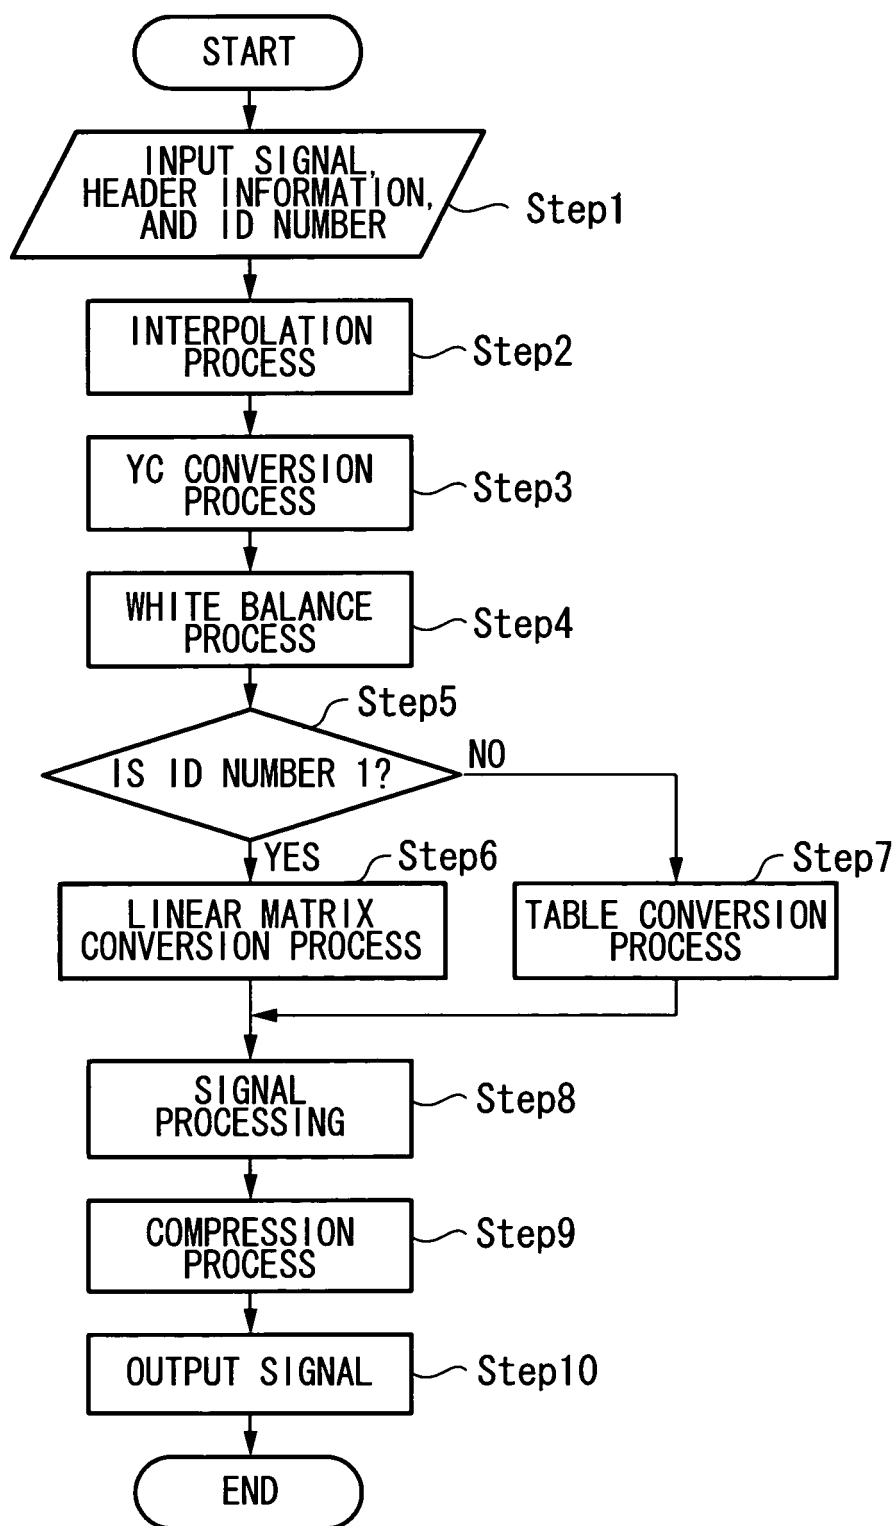 START
INPUT SIGNAL,
HEADER INFORMATION,
AND ID NUMBER
Step1
INTERPOLATION
PROCESS
Step2
YC CONVERSION
PROCESS
Step3
WHITE BALANCE
PROCESS
Step4
Step5
IS ID NUMBER 1?
NO
YES
Step6
LINEAR MATRIX
CONVERSION PROCESS
Step7
TABLE CONVERSION
PROCESS
SIGNAL
PROCESSING
Step8
COMPRESSION
PROCESS
Step9
OUTPUT SIGNAL
Step10
END